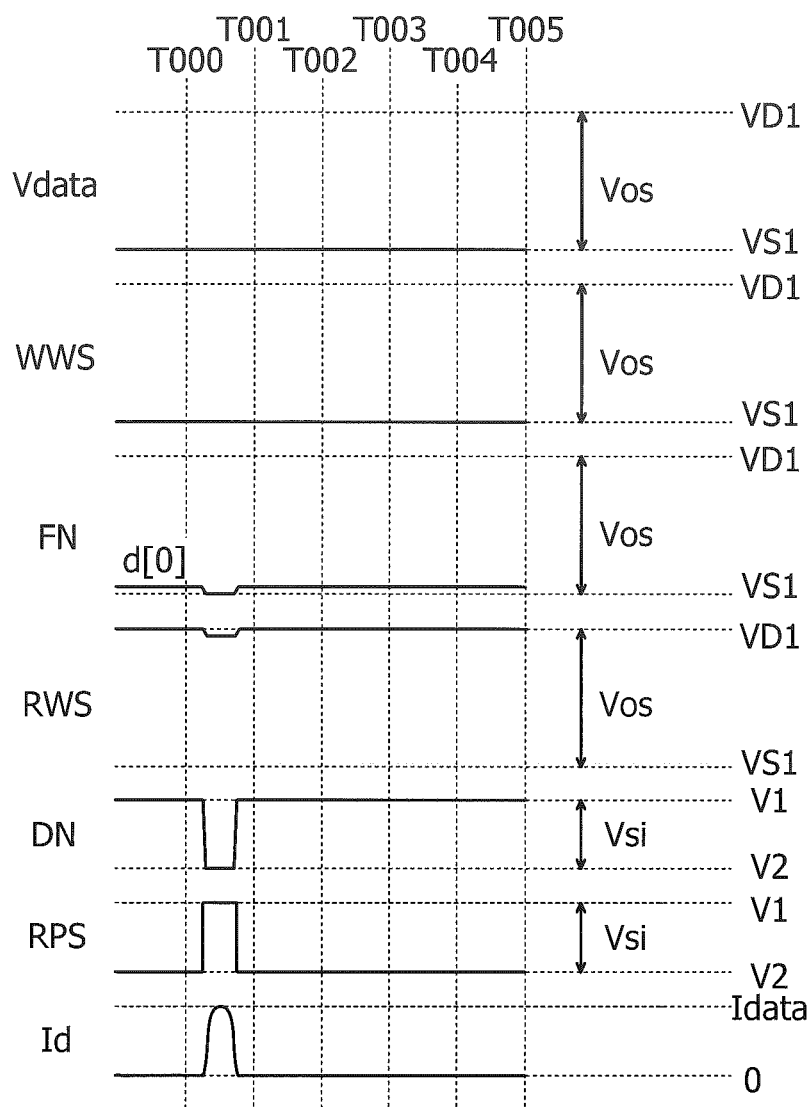 T001 T003 T005
T000 T002 T004
VD1
Vdata
Vos
VS1
VD1
WWS
Vos
VS1
VD1
FN
Vos
d[0]
VS1
VD1
RWS
Vos
VS1
V1
DN
Vsi
V2
V1
RPS
Vsi
V2
Idata
Id
0